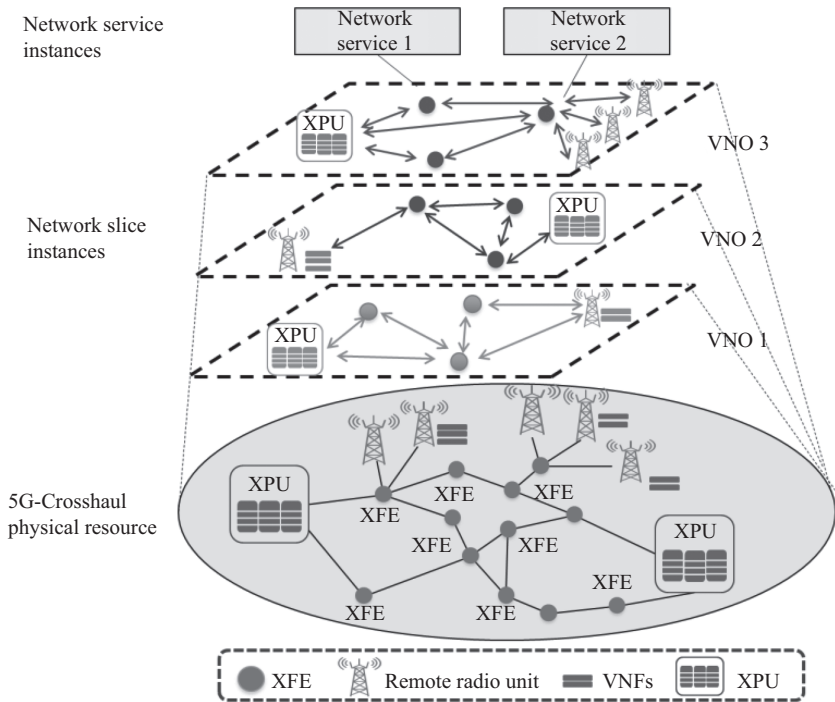 Network service
instances
Network
service 1
Network
service 2
XPU
VNO 3
Network slice
instances
XPU
VNO 2
XPU
VNO 1
5G-Crosshaul
physical resource
XPU
XFE
XFE
XFE
XFE
XFE
XFE
XFE
XFE
XPU
XFE
Remote radio unit
VNFs
XPU